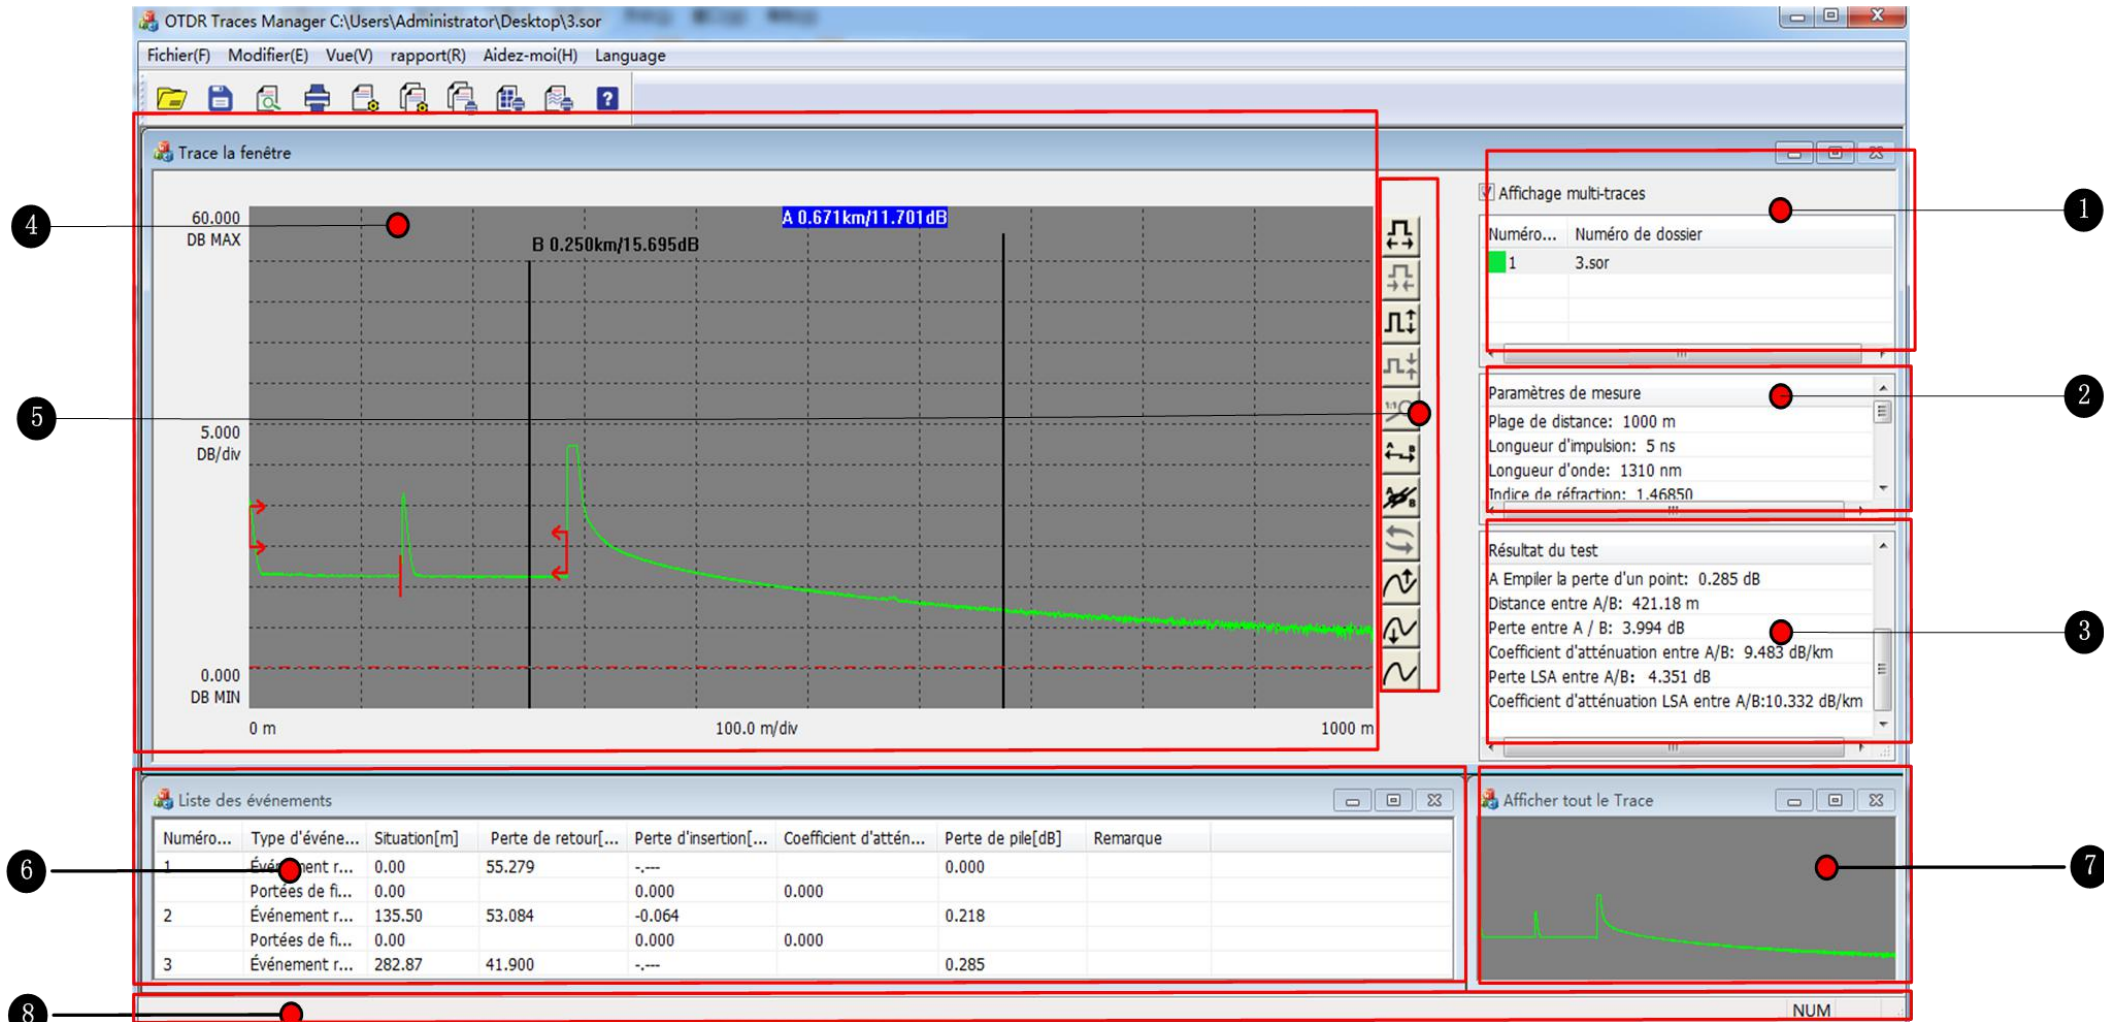 OTDR Traces Manager C:\Users\Administrator\Desktop\3.sor
Fichier(F) Modifier(E) Vue(V) rapport(R) Aidez-moi(H) Language
Trace la fenêtre
60.000
DB MAX
A 0.671km/11.701dB
B 0.250km/15.695dB
5.000
DB/div
0.000
DB MIN
0 m
100.0 m/div
1000 m
4
5
1:1
A B
A B
Affichage multi-traces
Numéro... Numéro de dossier
1 3.sor
1
Paramètres de mesure
Plage de distance: 1000 m
Longueur d'impulsion: 5 ns
Longueur d'onde: 1310 nm
Indice de réfraction: 1.46850
2
Résultat du test
A Empiler la perte d'un point: 0.285 dB
Distance entre A/B: 421.18 m
Perte entre A / B: 3.994 dB
Coefficient d'atténuation entre A/B: 9.483 dB/km
Perte LSA entre A/B: 4.351 dB
Coefficient d'atténuation LSA entre A/B:10.332 dB/km
3
Liste des événements
Numéro... Type d'événe... Situation[m] Perte de retour[... Perte d'insertion[... Coefficient d'attén... Perte de pile[dB] Remarque
1 Événement r... 0.00 55.279 -.--- 0.000
Portées de fi... 0.00 0.000 0.000
2 Événement r... 135.50 53.084 -0.064 0.218
Portées de fi... 0.00 0.000 0.000
3 Événement r... 282.87 41.900 -.--- 0.285
6
Afficher tout le Trace
7
8
NUM